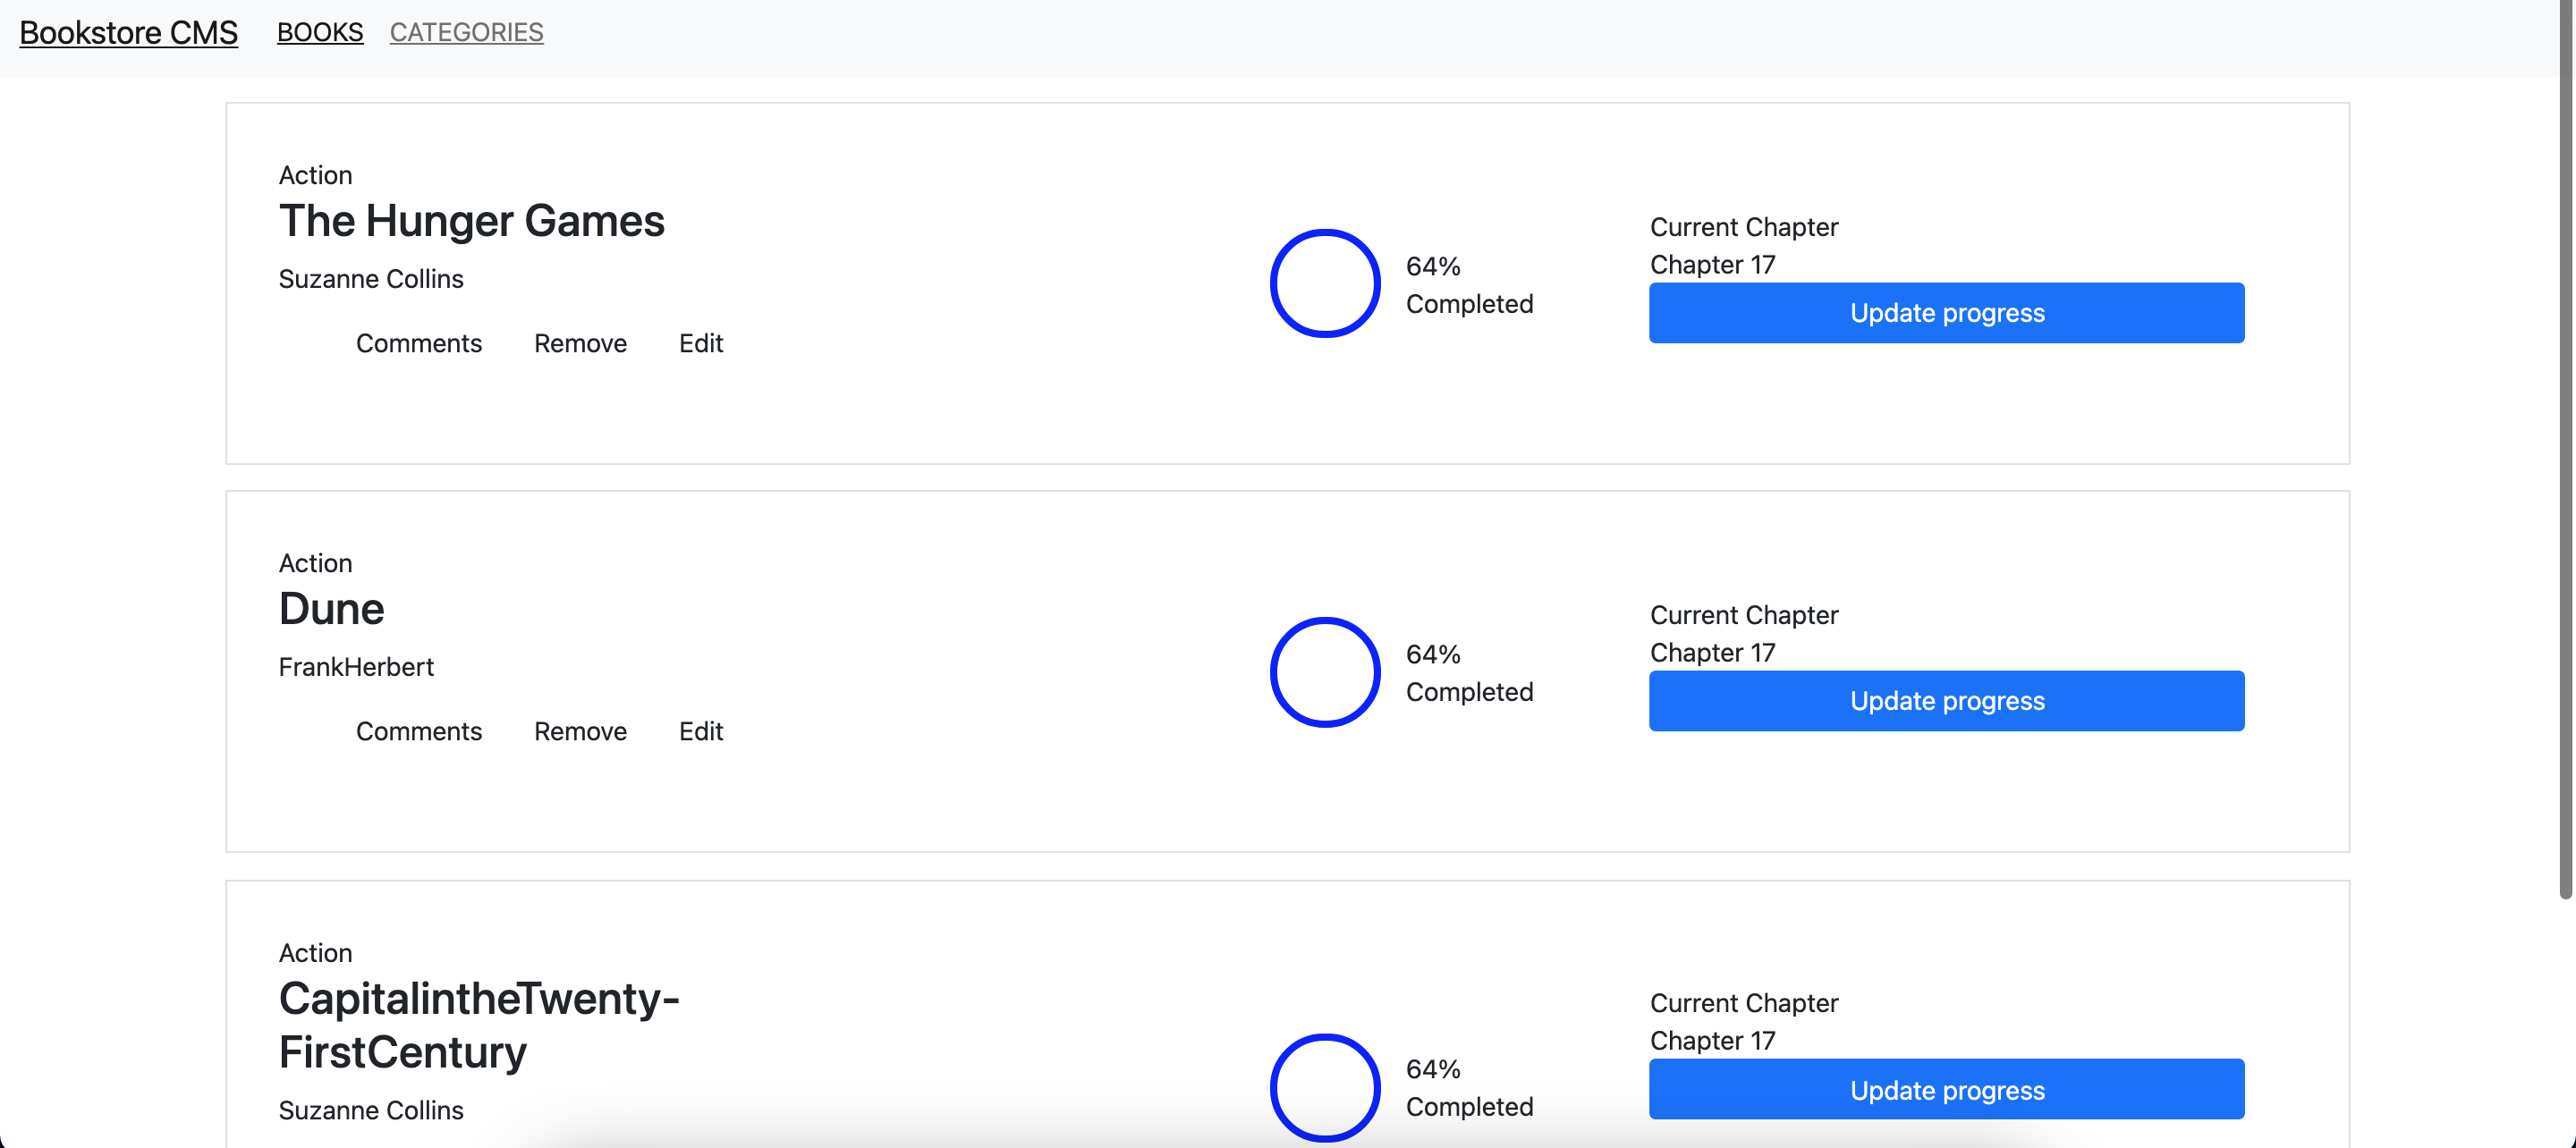 Bookstore CMS BOOKS CATEGORIES
Action
The Hunger Games
Suzanne Collins
Comments Remove Edit
64%
Completed
Current Chapter
Chapter 17
Update progress
Action
Dune
FrankHerbert
Comments Remove Edit
64%
Completed
Current Chapter
Chapter 17
Update progress
Action
CapitalintheTwenty-
FirstCentury
Suzanne Collins
64%
Completed
Current Chapter
Chapter 17
Update progress